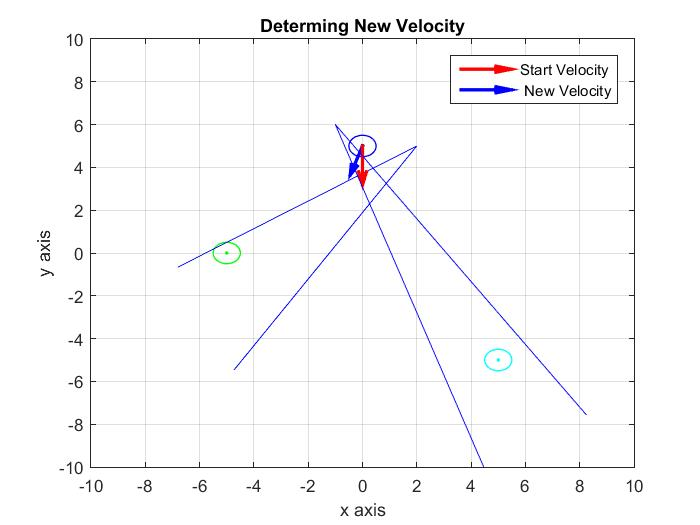 Determing New Velocity
Start Velocity
New Velocity
10
8
6
4
2
0
-2
-4
-6
-8
-10
y axis
-10 -8 -6 -4 -2 0 2 4 6 8 10
x axis